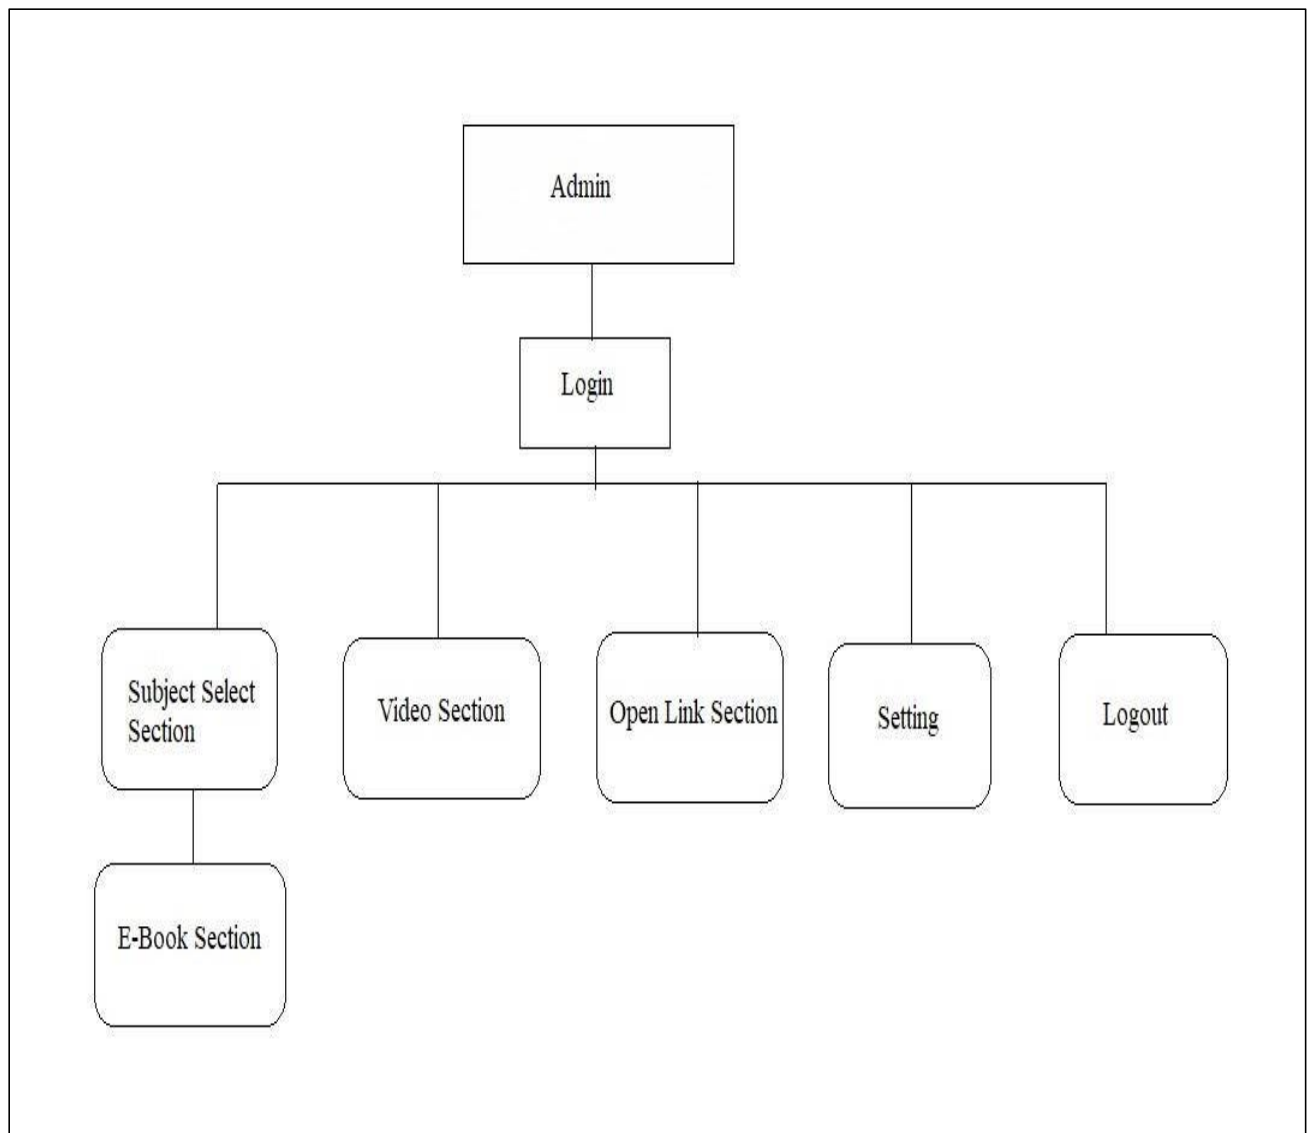 Admin
Login
Subject Select
Section
Video Section
Open Link Section
Setting
Logout
E-Book Section